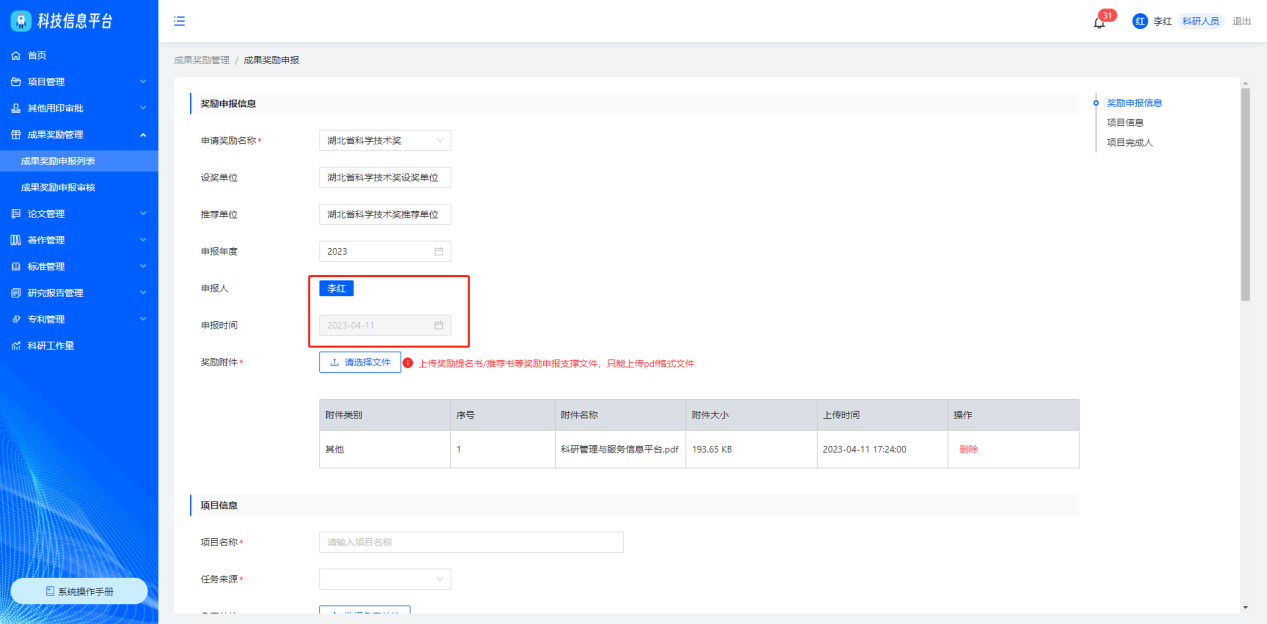 科技信息平台
首页
项目管理
其他用印审批
成果奖励管理
成果奖励申报列表
成果奖励申报审核
论文管理
著作管理
标准管理
研究报告管理
专利管理
科研工作量
系统操作手册
31
红 李红 科研人员 退出
成果奖励管理 / 成果奖励申报
奖励申报信息
申请奖励名称* 湖北省科学技术奖
设奖单位 湖北省科学技术奖设奖单位
推荐单位 湖北省科学技术奖推荐单位
申报年度 2023
申报人 李红
申报时间 2023-04-11
奖励附件* 请选择文件 上传奖励提名书/推荐书等奖励申报支撑文件，只能上传pdf格式文件
附件类别 序号 附件名称 附件大小 上传时间 操作
其他 1 科研管理与服务信息平台.pdf 193.65 KB 2023-04-11 17:24:00 删除
项目信息
项目名称* 请输入项目名称
任务来源*
奖励申报信息
项目信息
项目完成人